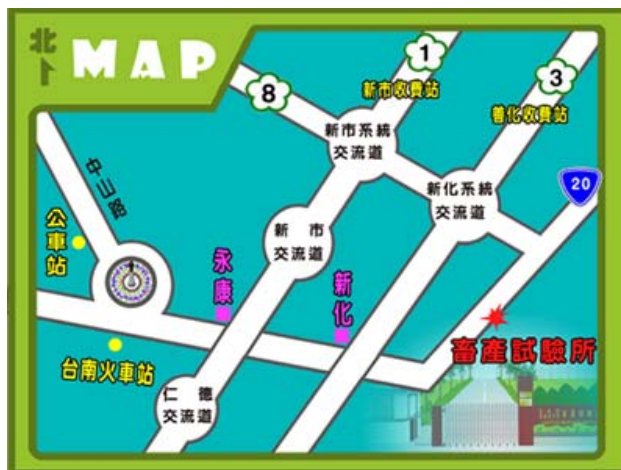 北
MAP
1
新市收費站
3
善化收費站
8
新市系統
交流道
新化系統
交流道
20
中山路
公車站
新市
交流道
永康
新化
台南火車站
畜產試驗所
仁德
交流道